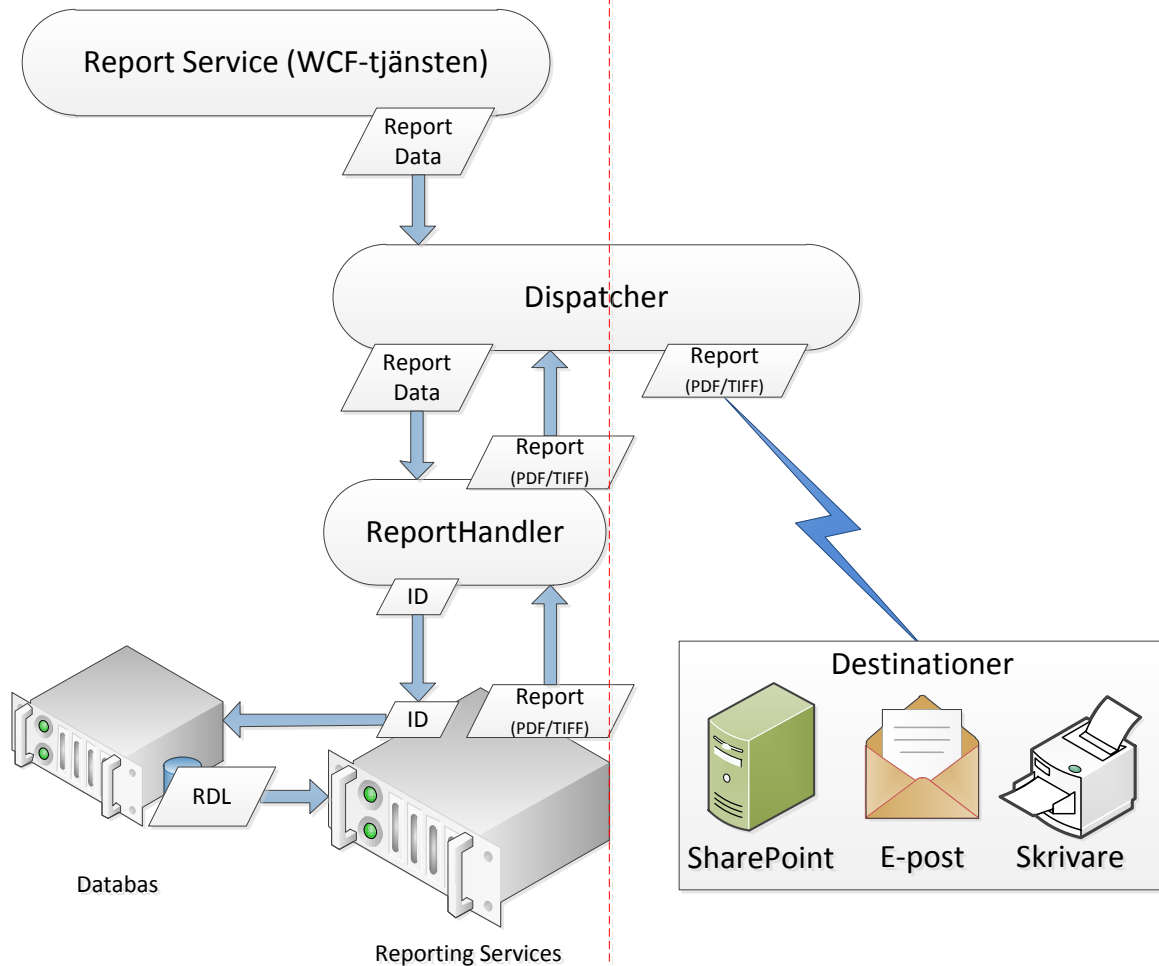 Report Service (WCF-tjänsten)
Report
Data
Dispatcher
Report
Data
Report
(PDF/TIFF)
Report
(PDF/TIFF)
ReportHandler
ID
Destinationer
ID
Report
(PDF/TIFF)
RDL
SharePoint
E-post
Skrivare
Databas
Reporting Services